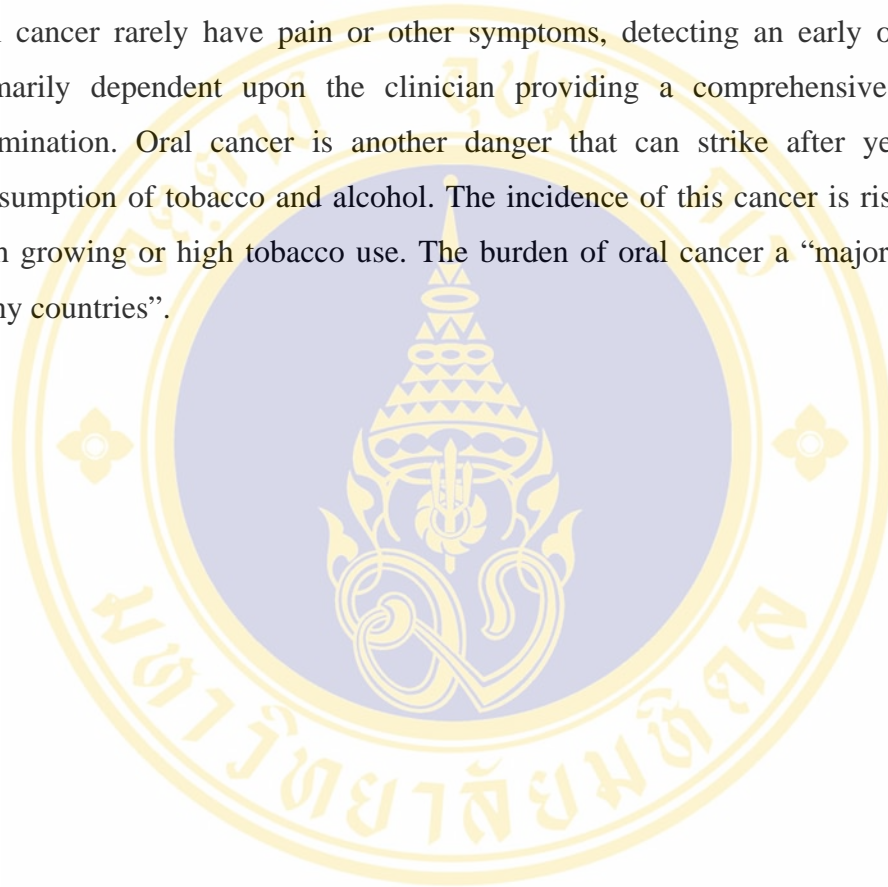 cancer rarely have pain or other symptoms, detecting an early o
marily dependent upon the clinician providing a comprehensive
mination. Oral cancer is another danger that can strike after ye
sumption of tobacco and alcohol. The incidence of this cancer is ris
h growing or high tobacco use. The burden of oral cancer a “major
ny countries”.
มหาวิทยาลัยมหิดล